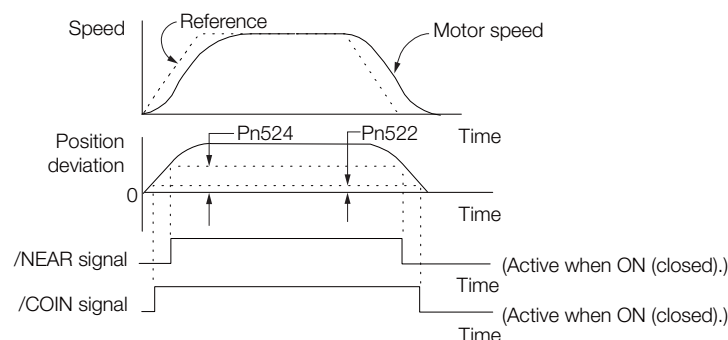 Speed
Reference
Motor speed
Time
Position
deviation
Pn524
Pn522
0
Time
/NEAR signal
(Active when ON (closed).)
Time
/COIN signal
(Active when ON (closed).)
Time